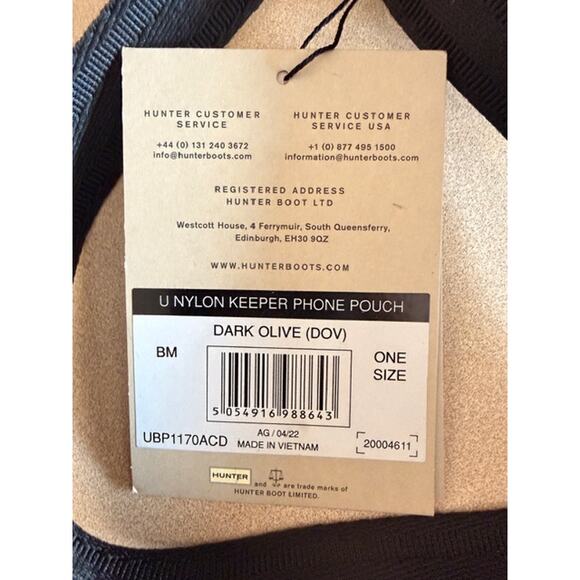 HUNTER CUSTOMER
SERVICE
+44 (0) 131 240 3672
info@hunterboots.com
HUNTER CUSTOMER
SERVICE USA
+1 (0) 877 495 1500
information@hunterboots.com
REGISTERED ADDRESS
HUNTER BOOT LTD
Westcott House, 4 Ferrymuir, South Queensferry,
Edinburgh, EH30 9QZ
WWW.HUNTERBOOTS.COM
U NYLON KEEPER PHONE POUCH
DARK OLIVE (DOV)
BM
ONE
SIZE
5 054916 988643
UBP1170ACD
AG / 04/22
MADE IN VIETNAM
20004611
HUNTER and are trade marks of
HUNTER BOOT LIMITED.